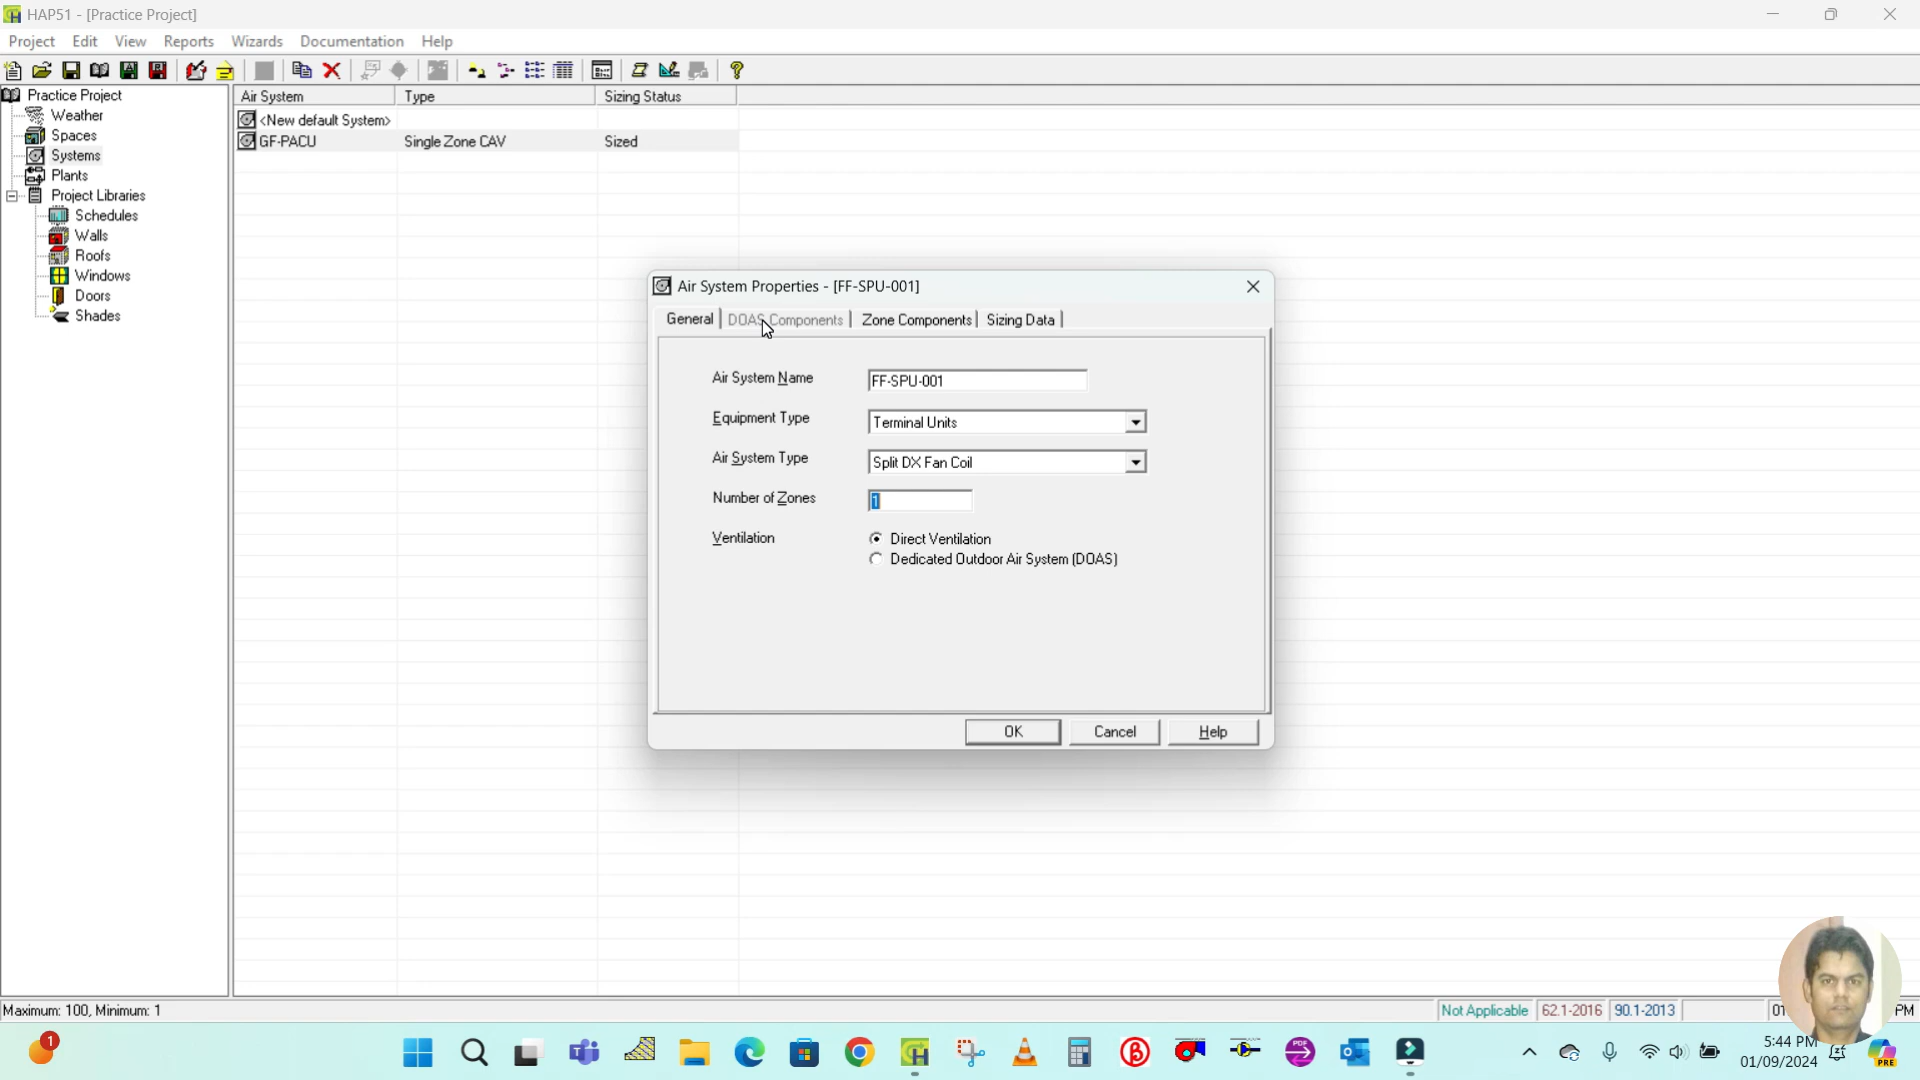 HAP51 - [Practice Project]
Project Edit View Reports Wizards Documentation Help
Practice Project
Weather
Spaces
Systems
Plants
Project Libraries
Schedules
Walls
Roofs
Windows
Doors
Shades
Air System Type Sizing Status
<New default System>
GF-PACU Single Zone CAV Sized
Air System Properties - [FF-SPU-001]
General DOAS Components Zone Components Sizing Data
Air System Name FF-SPU-001
Equipment Type Terminal Units
Air System Type Split DX Fan Coil
Number of Zones 1
Ventilation Direct Ventilation
Dedicated Outdoor Air System (DOAS)
OK Cancel Help
Maximum: 100, Minimum: 1
Not Applicable 62.1-2016 90.1-2013 01 PM
1
PDF
5:44 PM
01/09/2024
PRE